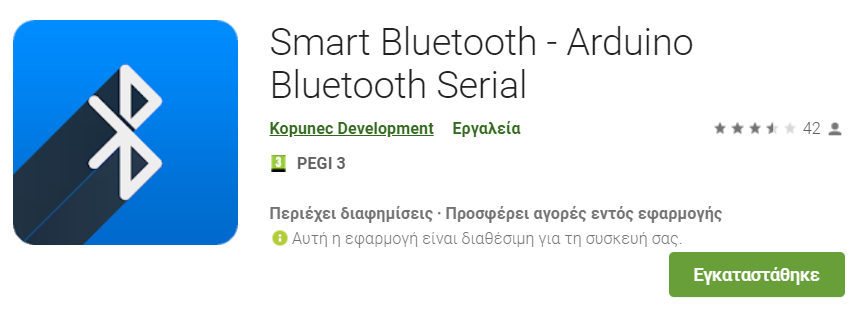 Smart Bluetooth - Arduino
Bluetooth Serial
Kopunec Development Εργαλεία 42
3 PEGI 3
Περιέχει διαφημίσεις · Προσφέρει αγορές εντός εφαρμογής
Αυτή η εφαρμογή είναι διαθέσιμη για τη συσκευή σας.
Εγκαταστάθηκε